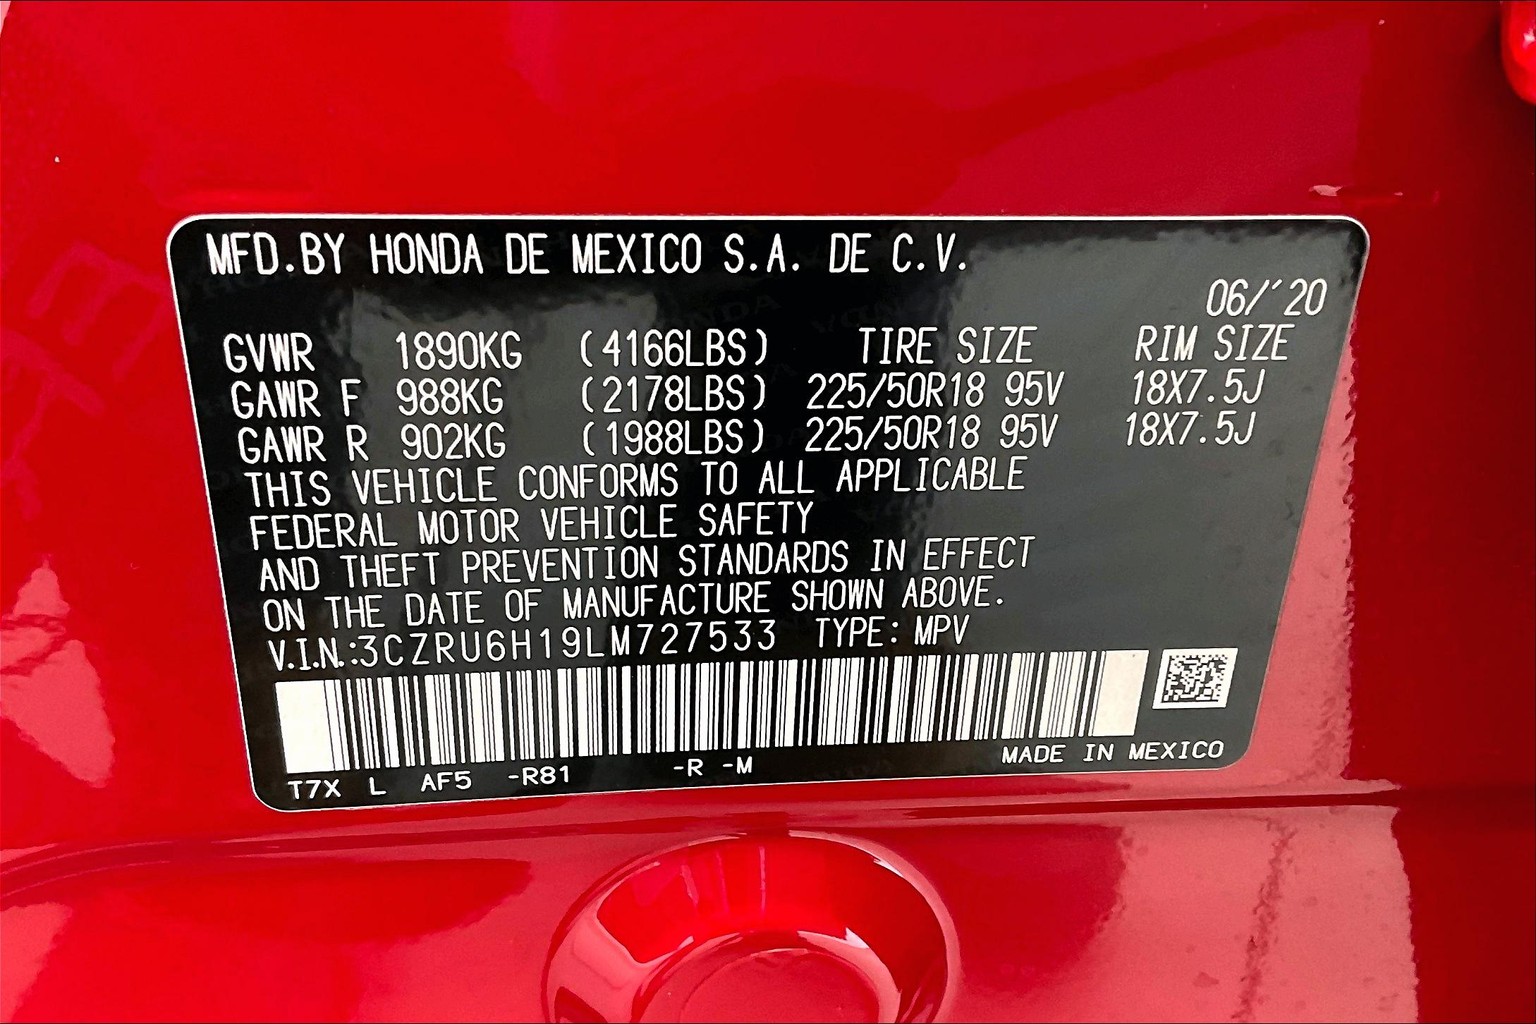 MFD.BY HONDA DE MEXICO S.A. DE C.V.
06/´20
GVWR 1890KG (4166LBS) TIRE SIZE RIM SIZE
GAWR F 988KG (2178LBS) 225/50R18 95V 18X7.5J
GAWR R 902KG (1988LBS) 225/50R18 95V 18X7.5J
THIS VEHICLE CONFORMS TO ALL APPLICABLE
FEDERAL MOTOR VEHICLE SAFETY
AND THEFT PREVENTION STANDARDS IN EFFECT
ON THE DATE OF MANUFACTURE SHOWN ABOVE.
V.I.N.:3CZRU6H19LM727533 TYPE: MPV
T7X L AF5 -R81 -R -M MADE IN MEXICO